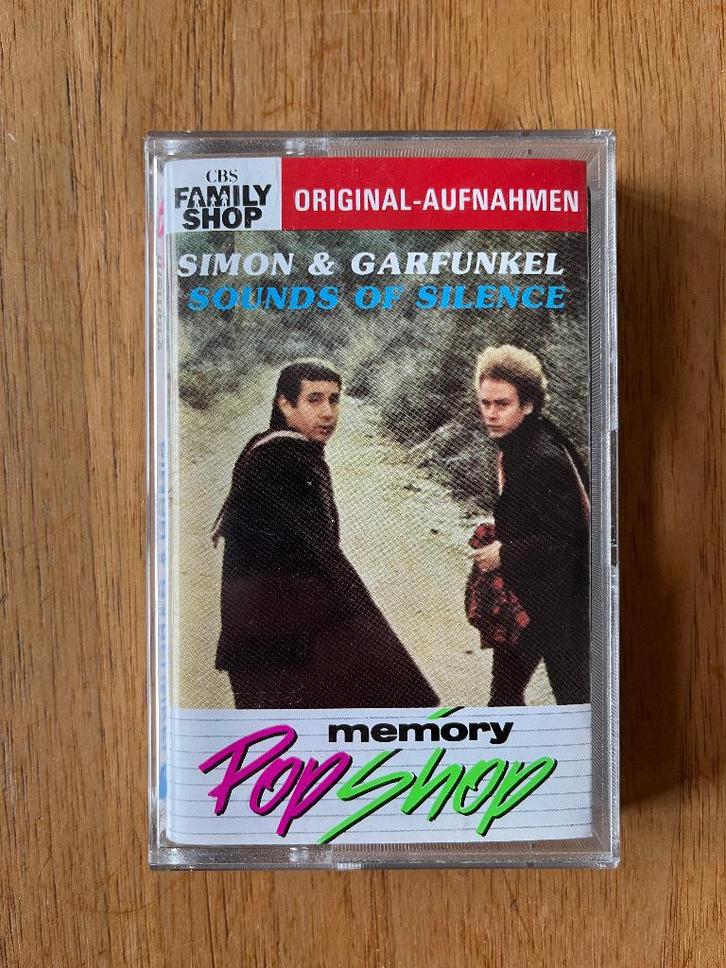 CBS
FAMILY
SHOP
ORIGINAL-AUFNAHMEN
SIMON & GARFUNKEL
SOUNDS OF SILENCE
memory
Pop Shop